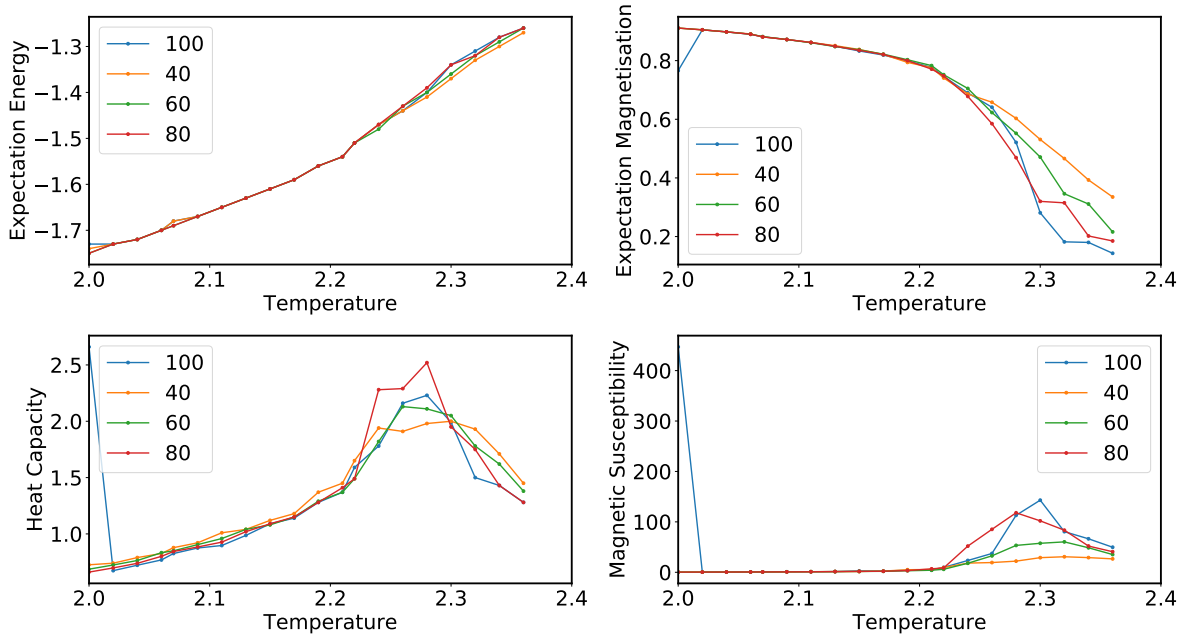 Expectation Energy
−1.3
−1.4
−1.5
−1.6
−1.7
100
40
60
80
2.0 2.1 2.2 2.3 2.4
Temperature
Expectation Magnetisation
0.8
0.6
0.4
0.2
100
40
60
80
2.0 2.1 2.2 2.3 2.4
Temperature
Heat Capacity
2.5
2.0
1.5
1.0
100
40
60
80
2.0 2.1 2.2 2.3 2.4
Temperature
Magnetic Susceptibility
400
300
200
100
0
100
40
60
80
2.0 2.1 2.2 2.3 2.4
Temperature